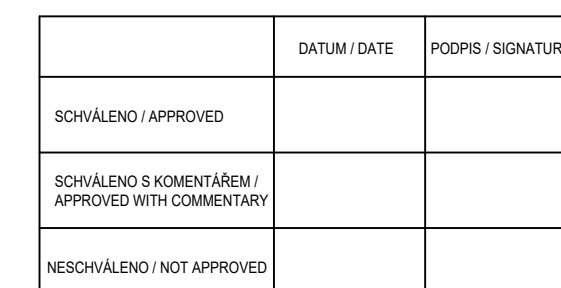 DATUM / DATE PODPIS / SIGNATUR
SCHVÁLENO / APPROVED
SCHVÁLENO S KOMENTÁŘEM /
APPROVED WITH COMMENTARY
NESCHVÁLENO / NOT APPROVED